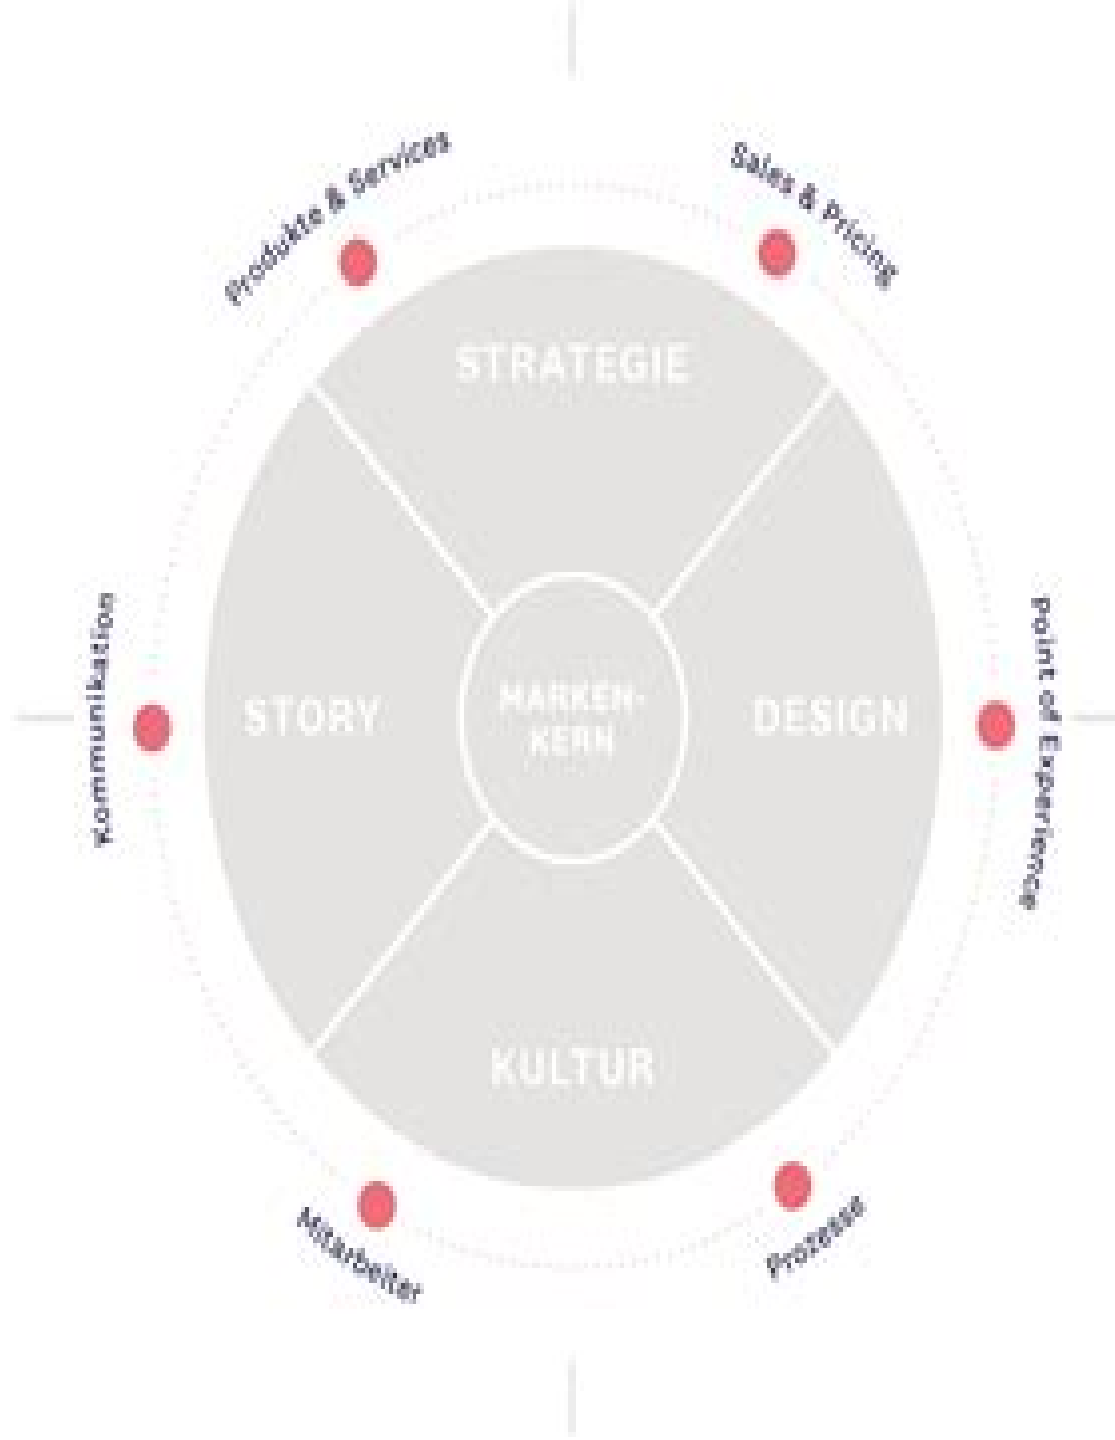 Produkte & Services
Sales & Pricing
STRATEGIE
Kommunikation
STORY
MARKEN-
KERN
DESIGN
Point of Experience
KULTUR
Mitarbeiter
Prozesse